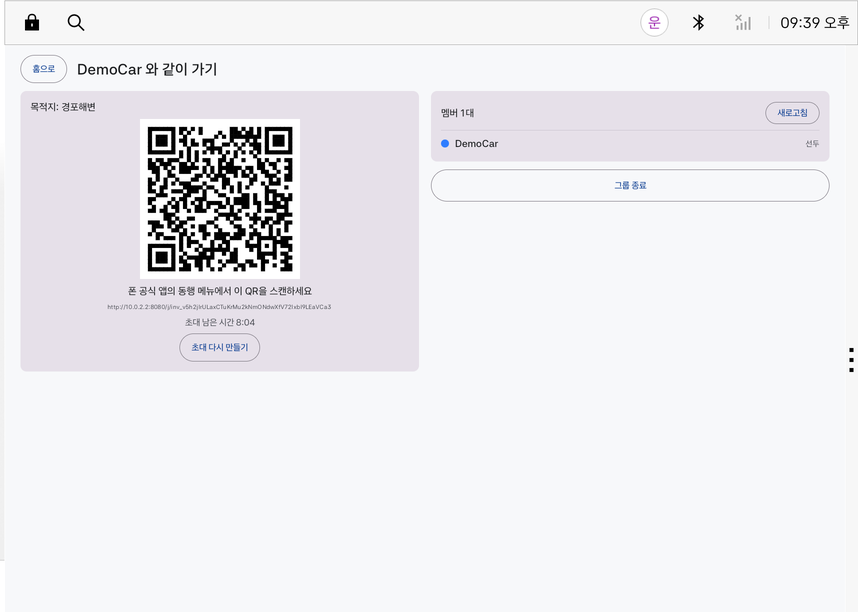 운
09:39 오후
홈으로
DemoCar 와 같이 가기
목적지: 경포해변
폰 공식 앱의 동행 메뉴에서 이 QR을 스캔하세요
초대 남은 시간 8:04
초대 다시 만들기
멤버 1대
새로고침
DemoCar
선두
그룹 종료